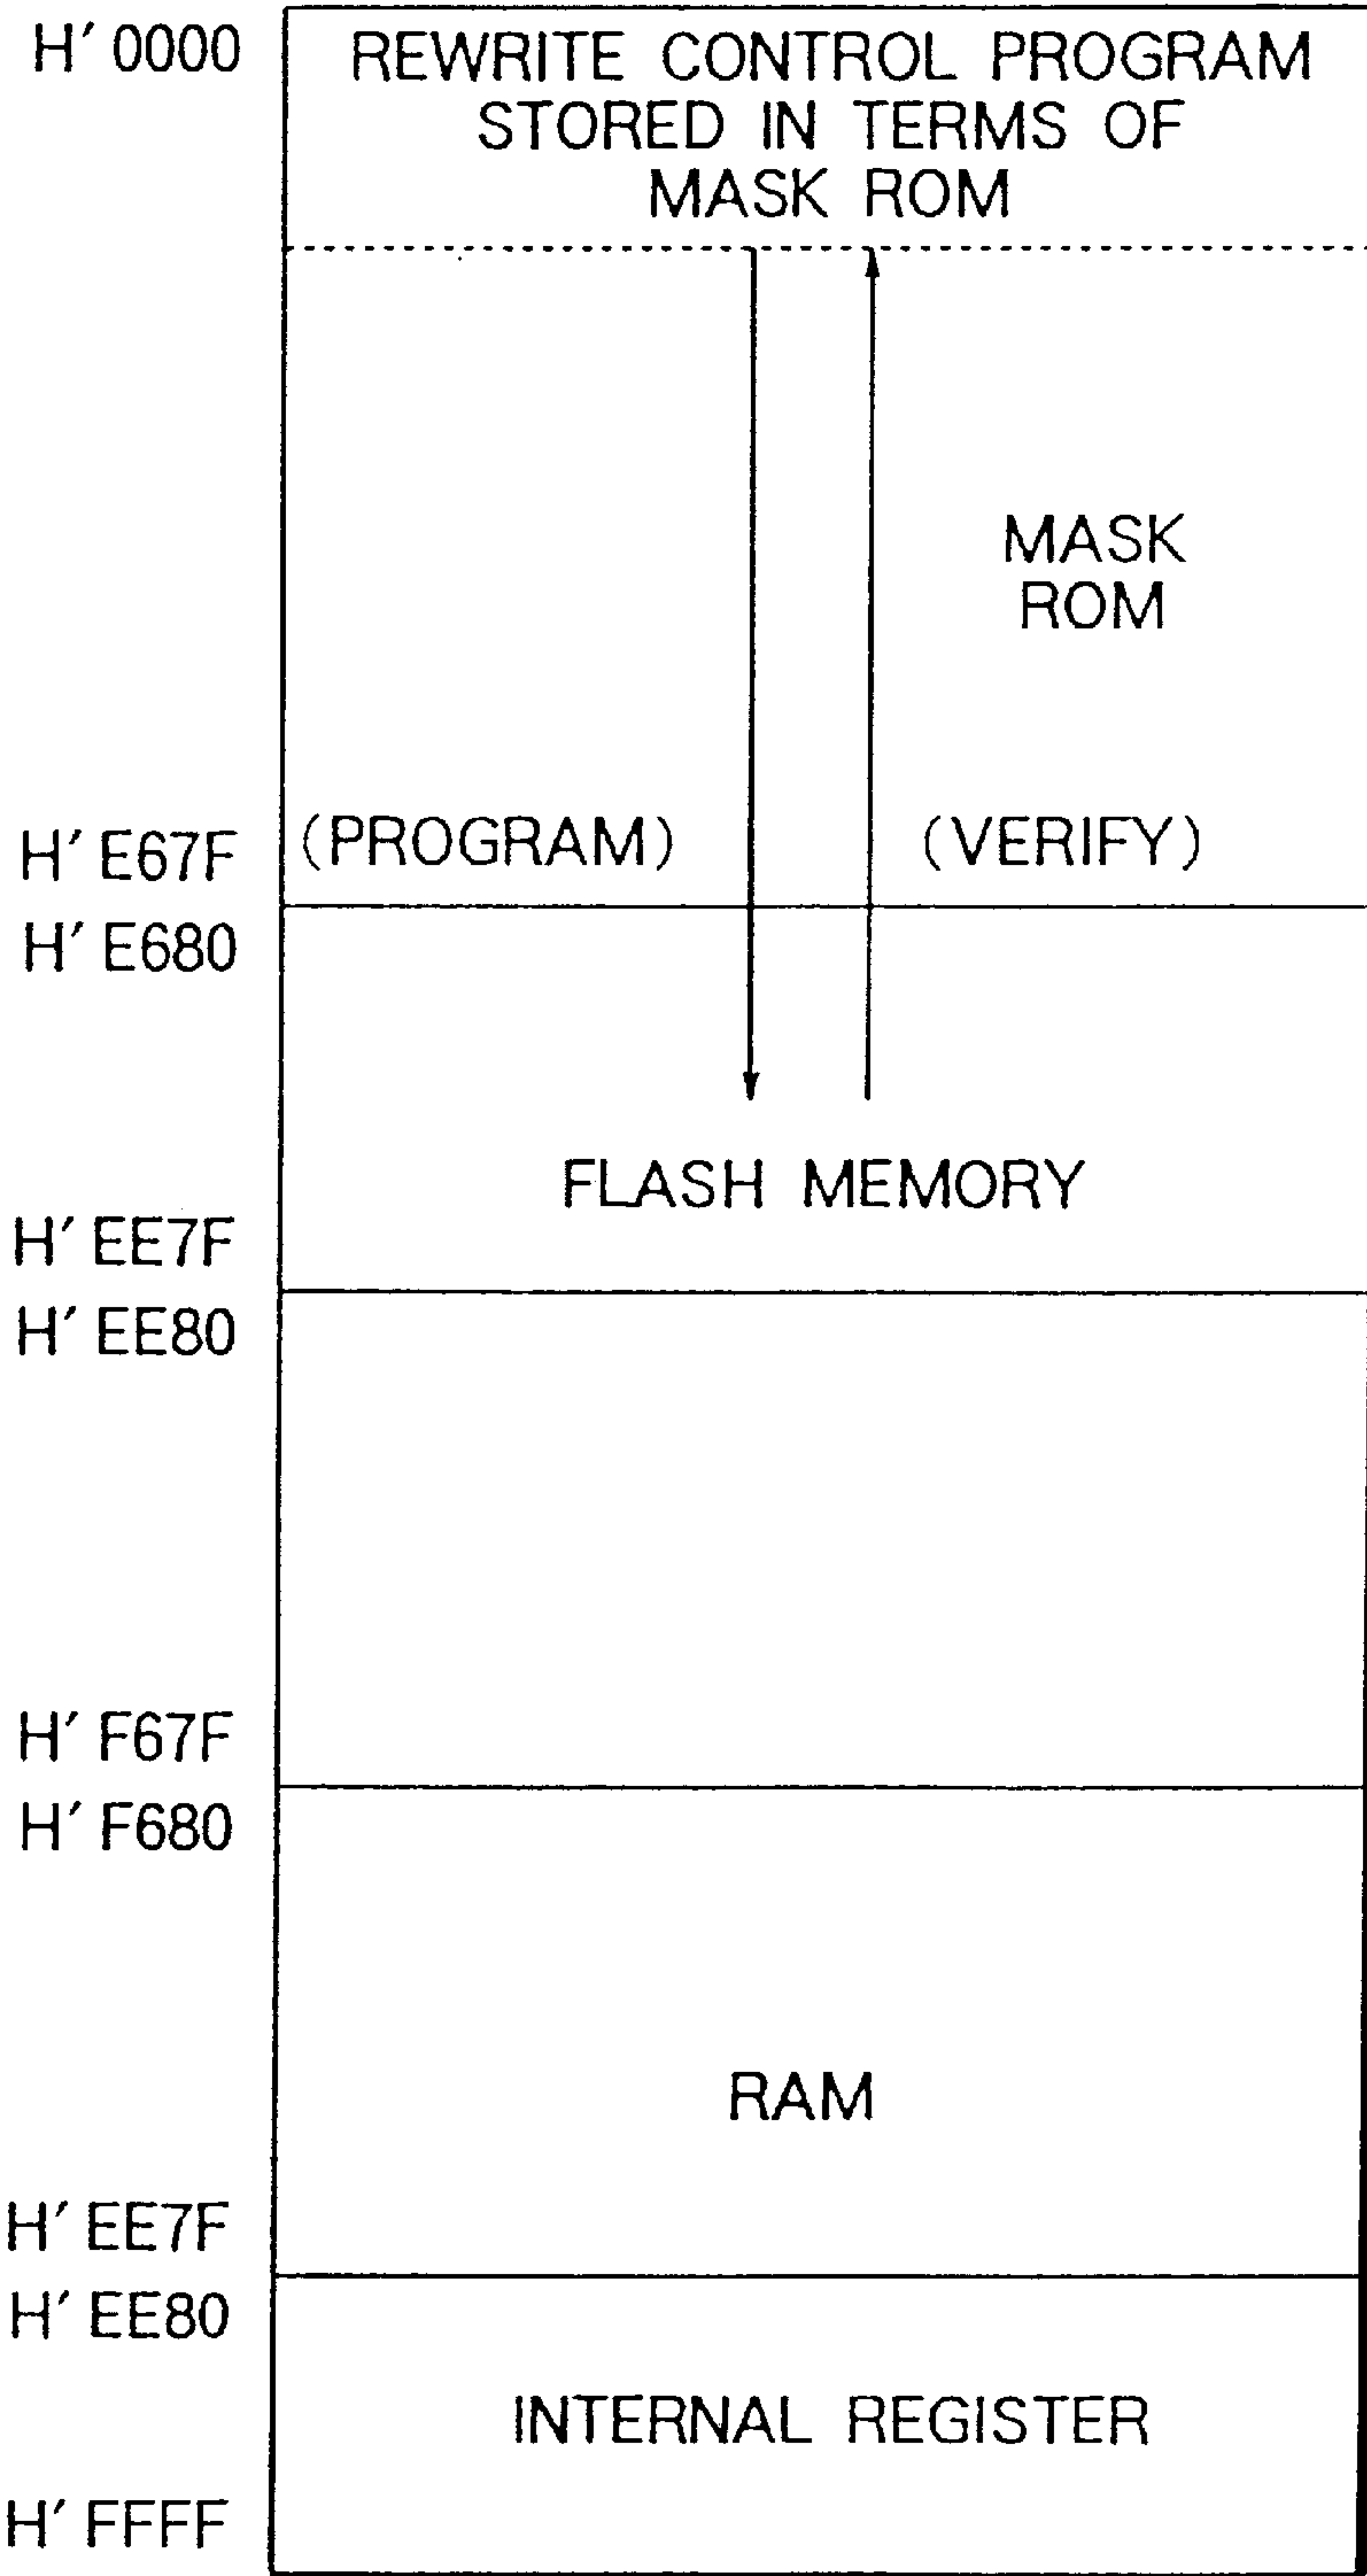 H' 0000
REWRITE CONTROL PROGRAM
STORED IN TERMS OF
MASK ROM
MASK
ROM
H' E67F
(PROGRAM)
(VERIFY)
H' E680
FLASH MEMORY
H' EE7F
H' EE80
H' F67F
H' F680
RAM
H' EE7F
H' EE80
INTERNAL REGISTER
H' FFFF